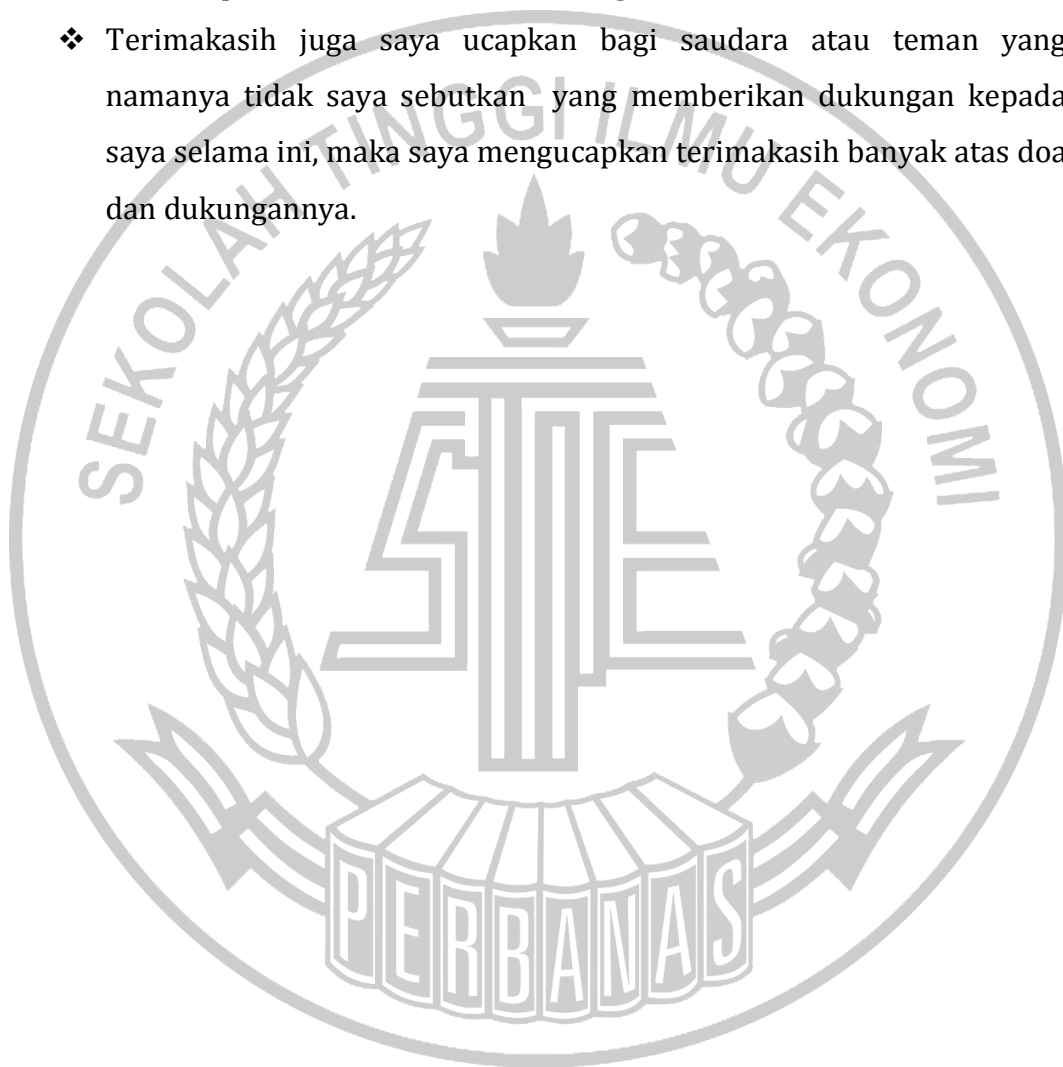 ❖ Terimakasih juga saya ucapkan bagi saudara atau teman yang
namanya tidak saya sebutkan yang memberikan dukungan kepada
saya selama ini, maka saya mengucapkan terimakasih banyak atas doa
dan dukungannya.
SEKOLAH TINGGI ILMU EKONOMI
STIE
PERBANAS